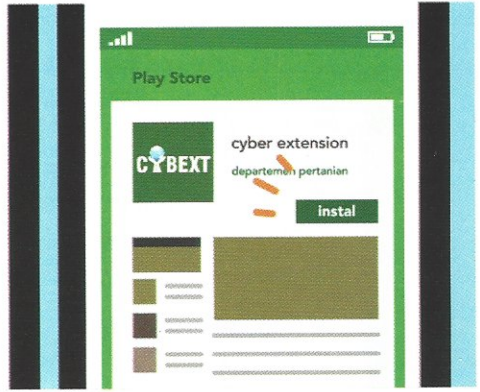 Play Store
CYBEXT
cyber extension
departemen pertanian
instal